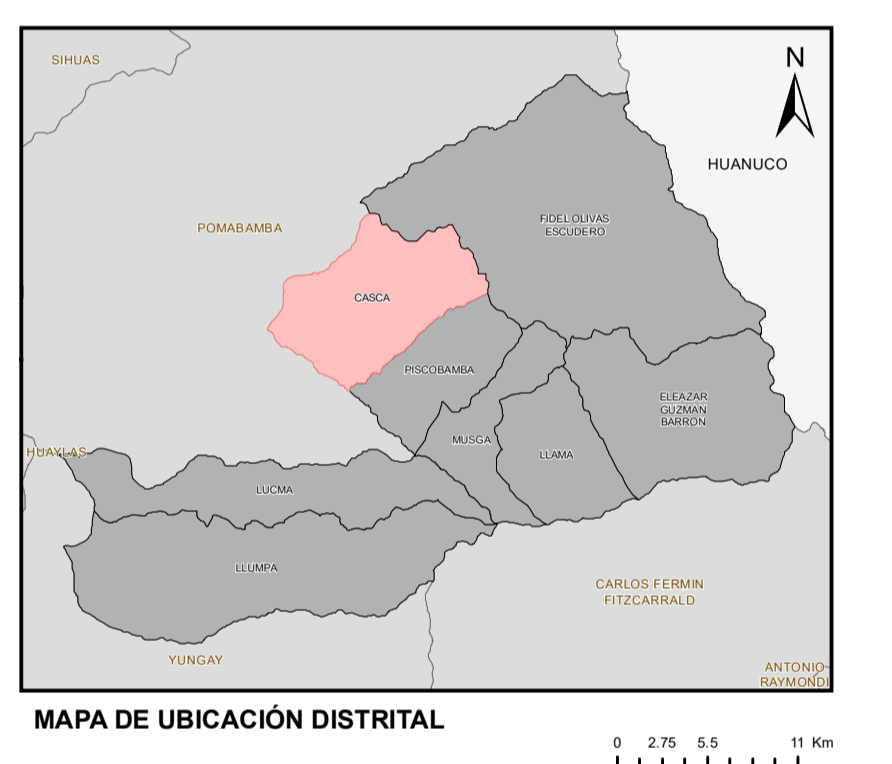 SIHUAS
N
HUANUCO
POMABAMBA
FIDEL OLIVAS
ESCUDERO
CASCA
PISCOBAMBA
ELEAZAR
GUZMAN
BARRON
MUSGA
LLAMA
HUAYLAS
LUCMA
LLUMPA
CARLOS FERMIN
FITZCARRALD
YUNGAY
ANTONIO
RAYMONDI
MAPA DE UBICACIÓN DISTRITAL
0 2.75 5.5 11 Km